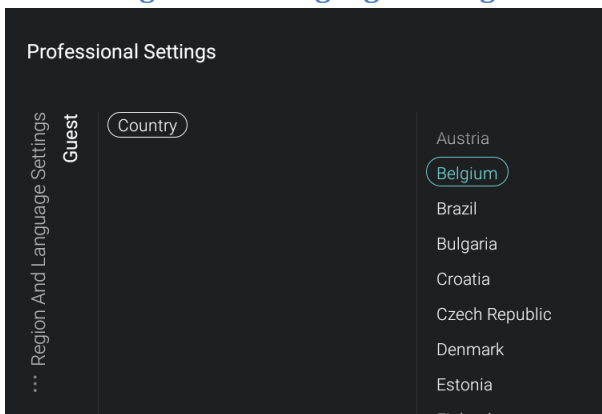 Professional Settings
... Region And Language Settings
Guest
Country
Austria
Belgium
Brazil
Bulgaria
Croatia
Czech Republic
Denmark
Estonia